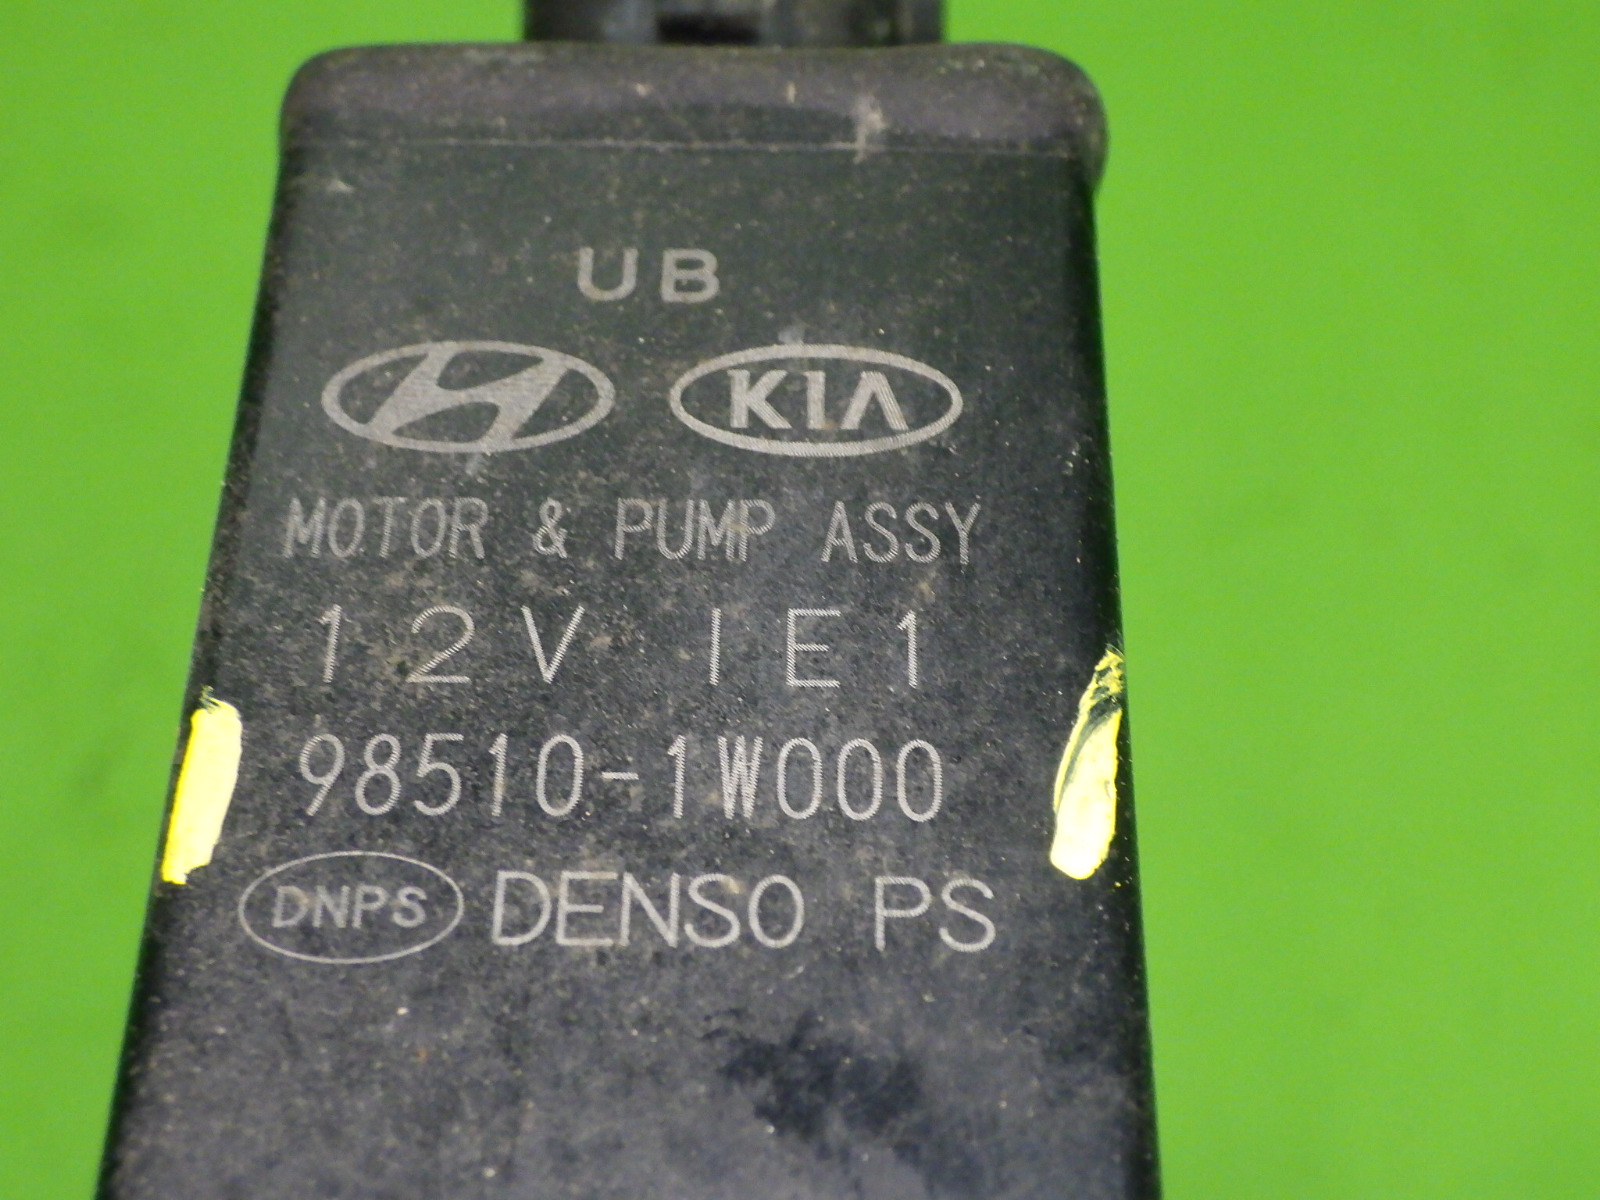 UB
KIA
MOTOR & PUMP ASSY
12V IE1
98510-1W000
DNPS DENSO PS